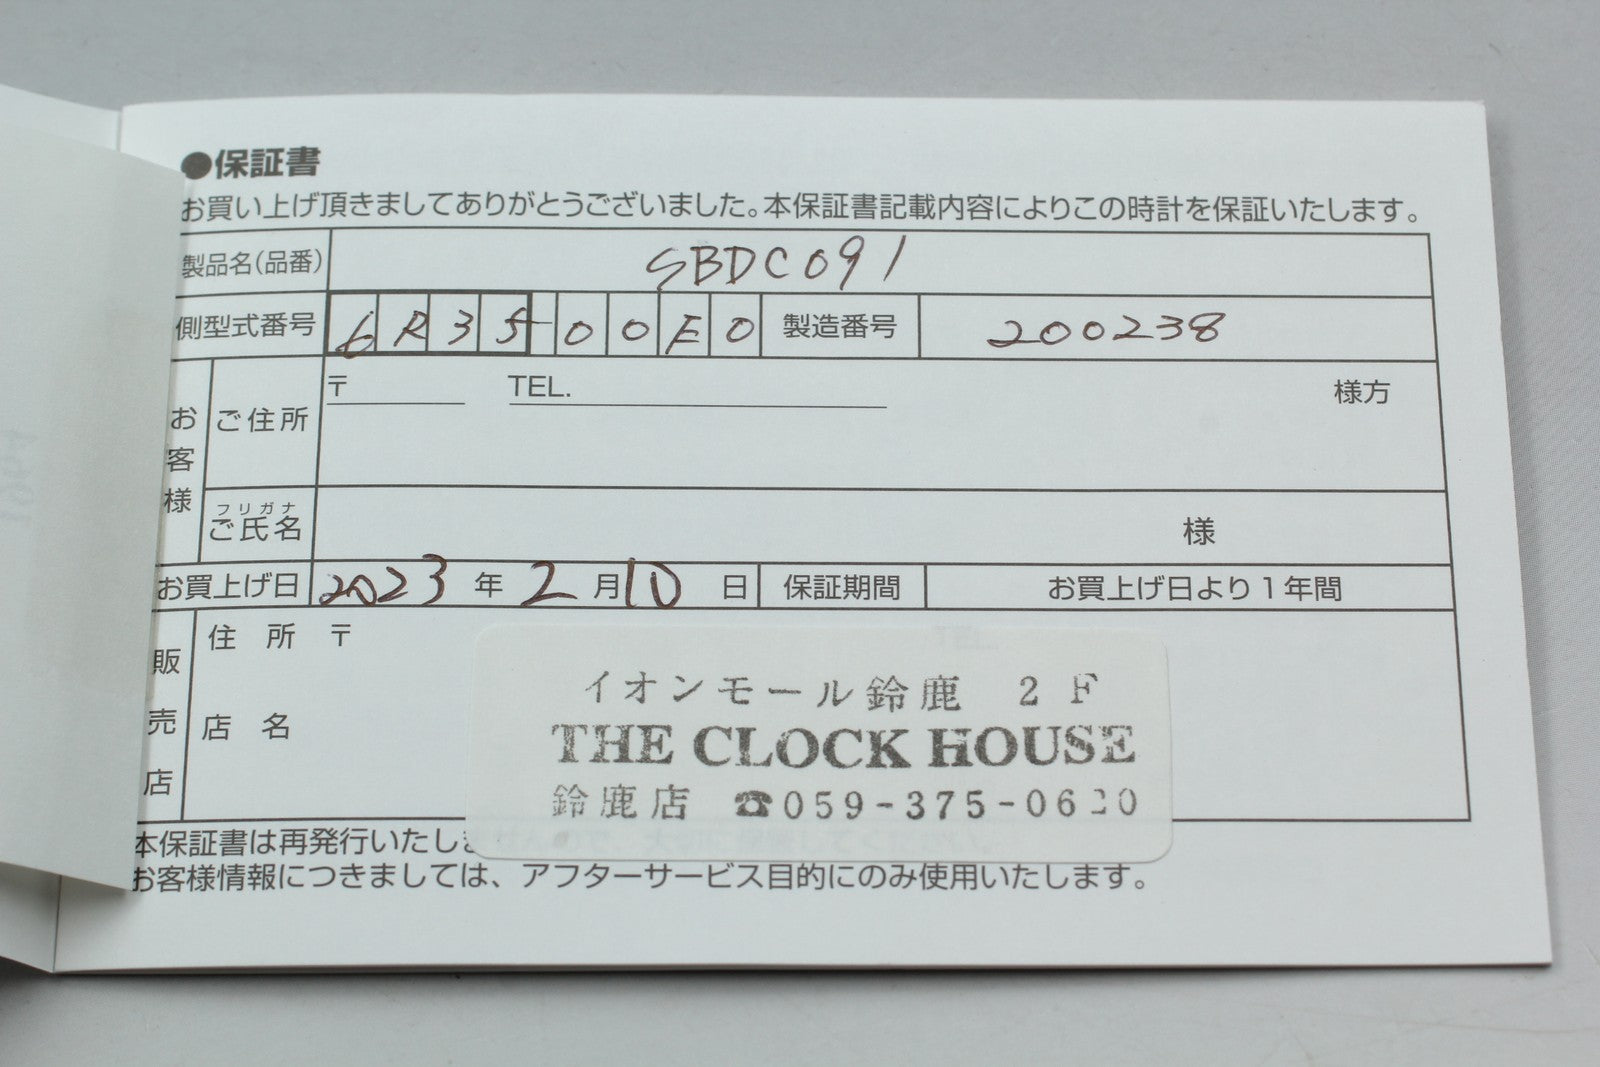 ●保証書
お買い上げ頂きましてありがとうございました。本保証書記載内容によりこの時計を保証いたします。
製品名(品番) SBDC091
側型式番号 6R35-00E0 製造番号 200238
お客様
ご住所 〒 TEL. 様方
フリガナ
ご氏名 様
お買上げ日 2023 年 2 月 10 日 保証期間 お買上げ日より1年間
販売店
住所 〒
店名
イオンモール鈴鹿 2F
THE CLOCK HOUSE
鈴鹿店 ☎059-375-06
本保証書は再発行いたしま
お客様情報につきましては、アフターサービス目的にのみ使用いたします。